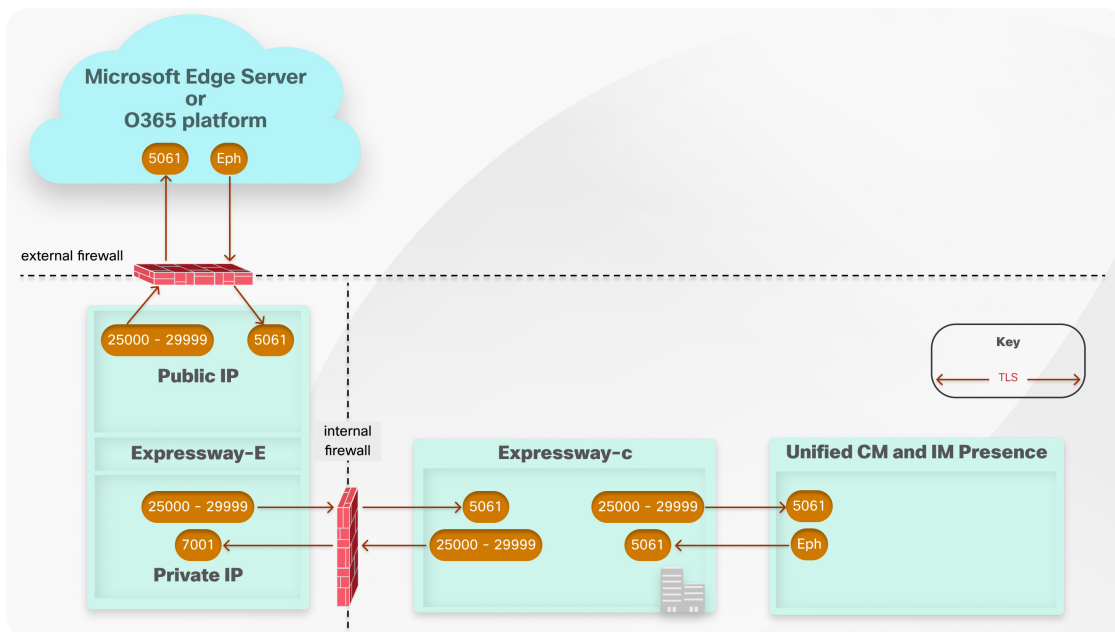 Microsoft Edge Server
or
O365 platform
5061
Eph
external firewall
25000 - 29999
5061
Public IP
Key
TLS
internal
firewall
Expressway-E
Expressway-c
Unified CM and IM Presence
25000 - 29999
5061
25000 - 29999
5061
7001
25000 - 29999
5061
Eph
Private IP